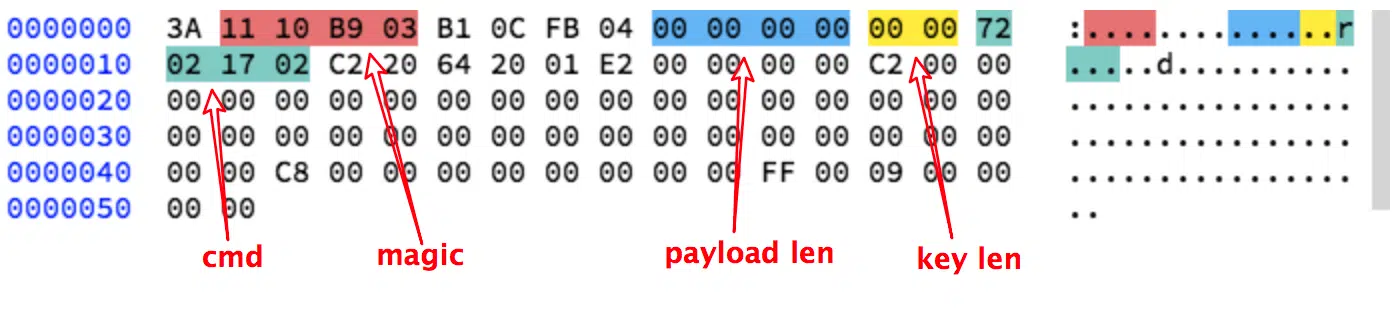 0000000 3A 11 10 B9 03 B1 0C FB 04 00 00 00 00 00 00 72 :..............r
0000010 02 17 02 C2 20 64 20 01 E2 00 00 00 00 C2 00 00 .....d..........
0000020 00 00 00 00 00 00 00 00 00 00 00 00 00 00 00 00 ................
0000030 00 00 00 00 00 00 00 00 00 00 00 00 00 00 00 00 ................
0000040 00 00 C8 00 00 00 00 00 00 00 00 FF 00 09 00 00 ................
0000050 00 00 ..
cmd magic payload len key len